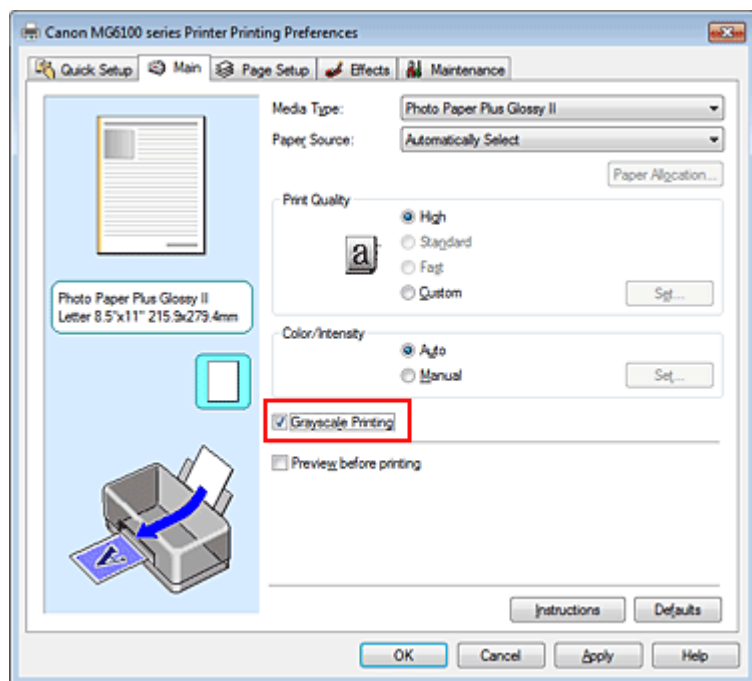 Canon MG6100 series Printer Printing Preferences
Quick Setup Main Page Setup Effects Maintenance
Media Type: Photo Paper Plus Glossy II
Paper Source: Automatically Select
Paper Allocation...
Print Quality
High
a Standard
Fast
Custom Set...
Photo Paper Plus Glossy II
Letter 8.5"x11" 215.9x279.4mm
Color/Intensity
Auto
Manual Set...
Grayscale Printing
Preview before printing
A
Instructions Defaults
OK Cancel Apply Help